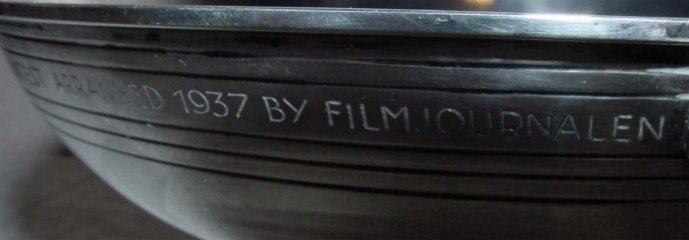 ARRANGED 1937 BY FILMJOURNALEN